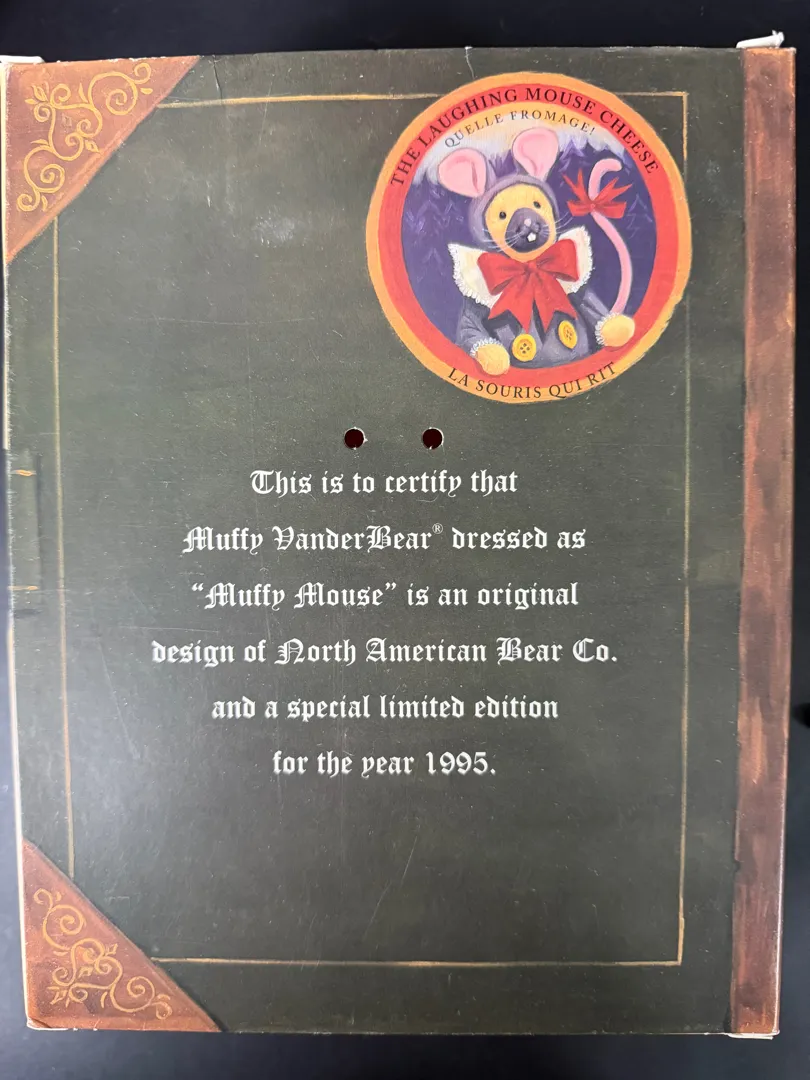 THE LAUGHING MOUSE CHEESE
QUELLE FROMAGE!
LA SOURIS QUI RIT
This is to certify that
Muffy VanderBear® dressed as
“Muffy Mouse” is an original
design of North American Bear Co.
and a special limited edition
for the year 1995.